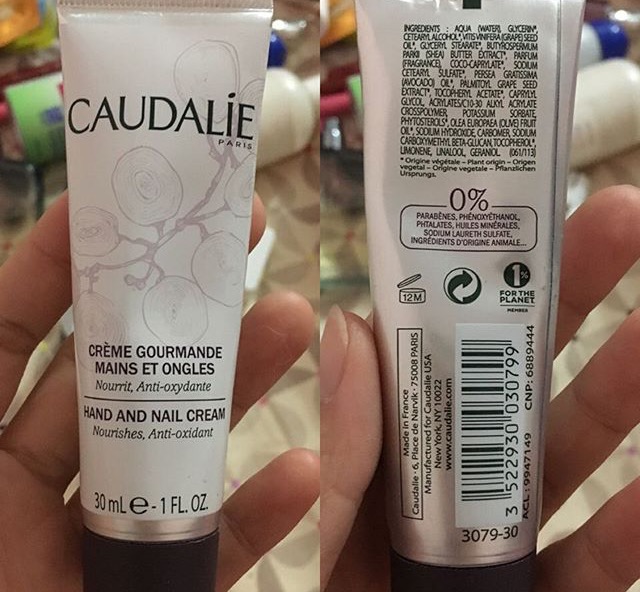 CAUDALÍE
PARIS
CRÈME GOURMANDE
MAINS ET ONGLES
Nourrit, Anti-oxydante
HAND AND NAIL CREAM
Nourishes, Anti-oxidant
30 mL e - 1 FL. OZ.
INGREDIENTS : AQUA (WATER), GLYCERIN*,
CETEARYL ALCOHOL*, VITIS VINIFERA (GRAPE) SEED
OIL*, GLYCERYL STEARATE*, BUTYROSPERMUM
PARKII (SHEA) BUTTER EXTRACT*, PARFUM
(FRAGRANCE), COCO-CAPRYLATE*, SODIUM
CETEARYL SULFATE*, PERSEA GRATISSIMA
(AVOCADO) OIL*, PALMITOYL GRAPE SEED
EXTRACT*, TOCOPHERYL ACETATE*, CAPRYLYL
GLYCOL, ACRYLATES/C10-30 ALKYL ACRYLATE
CROSSPOLYMER, POTASSIUM SORBATE,
PHYTOSTEROLS*, OLEA EUROPAEA (OLIVE) FRUIT
OIL*, SODIUM HYDROXIDE, CARBOMER, SODIUM
CARBOXYMETHYL BETA-GLUCAN, TOCOPHEROL*,
LIMONENE, LINALOOL, GERANIOL. (061/113)
* Origine végétale – Plant origin – Origen
vegetal – Origine vegetale – Pflanzlichen
Ursprungs.
0%
PARABÈNES, PHÉNOXYÉTHANOL,
PHTALATES, HUILES MINÉRALES,
SODIUM LAURETH SULFATE,
INGRÉDIENTS D'ORIGINE ANIMALE...
12M
1%
FOR THE
PLANET
MEMBER
Made in France
Caudalie · 6, Place de Narvik · 75008 PARIS
Manufactured for Caudalie USA
New York, NY, 10022
www.caudalie.com
3 522930 030799
ACL : 9947149 CNP: 6889444
3079-30